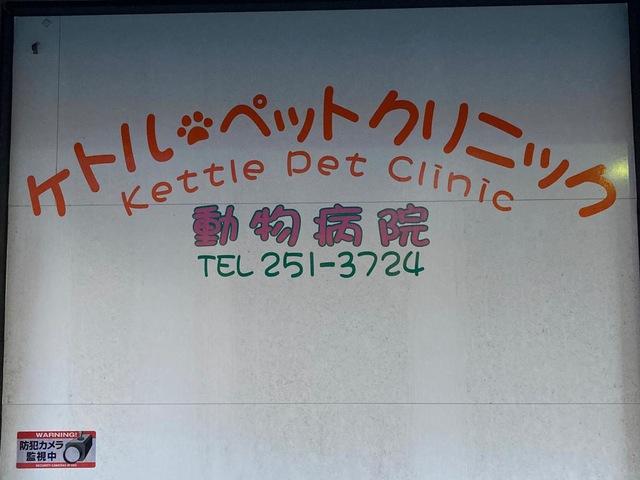 ケトル ペットクリニック
Kettle Pet Clinic
動物病院
TEL 251-3724
WARNING!
防犯カメラ
監視中